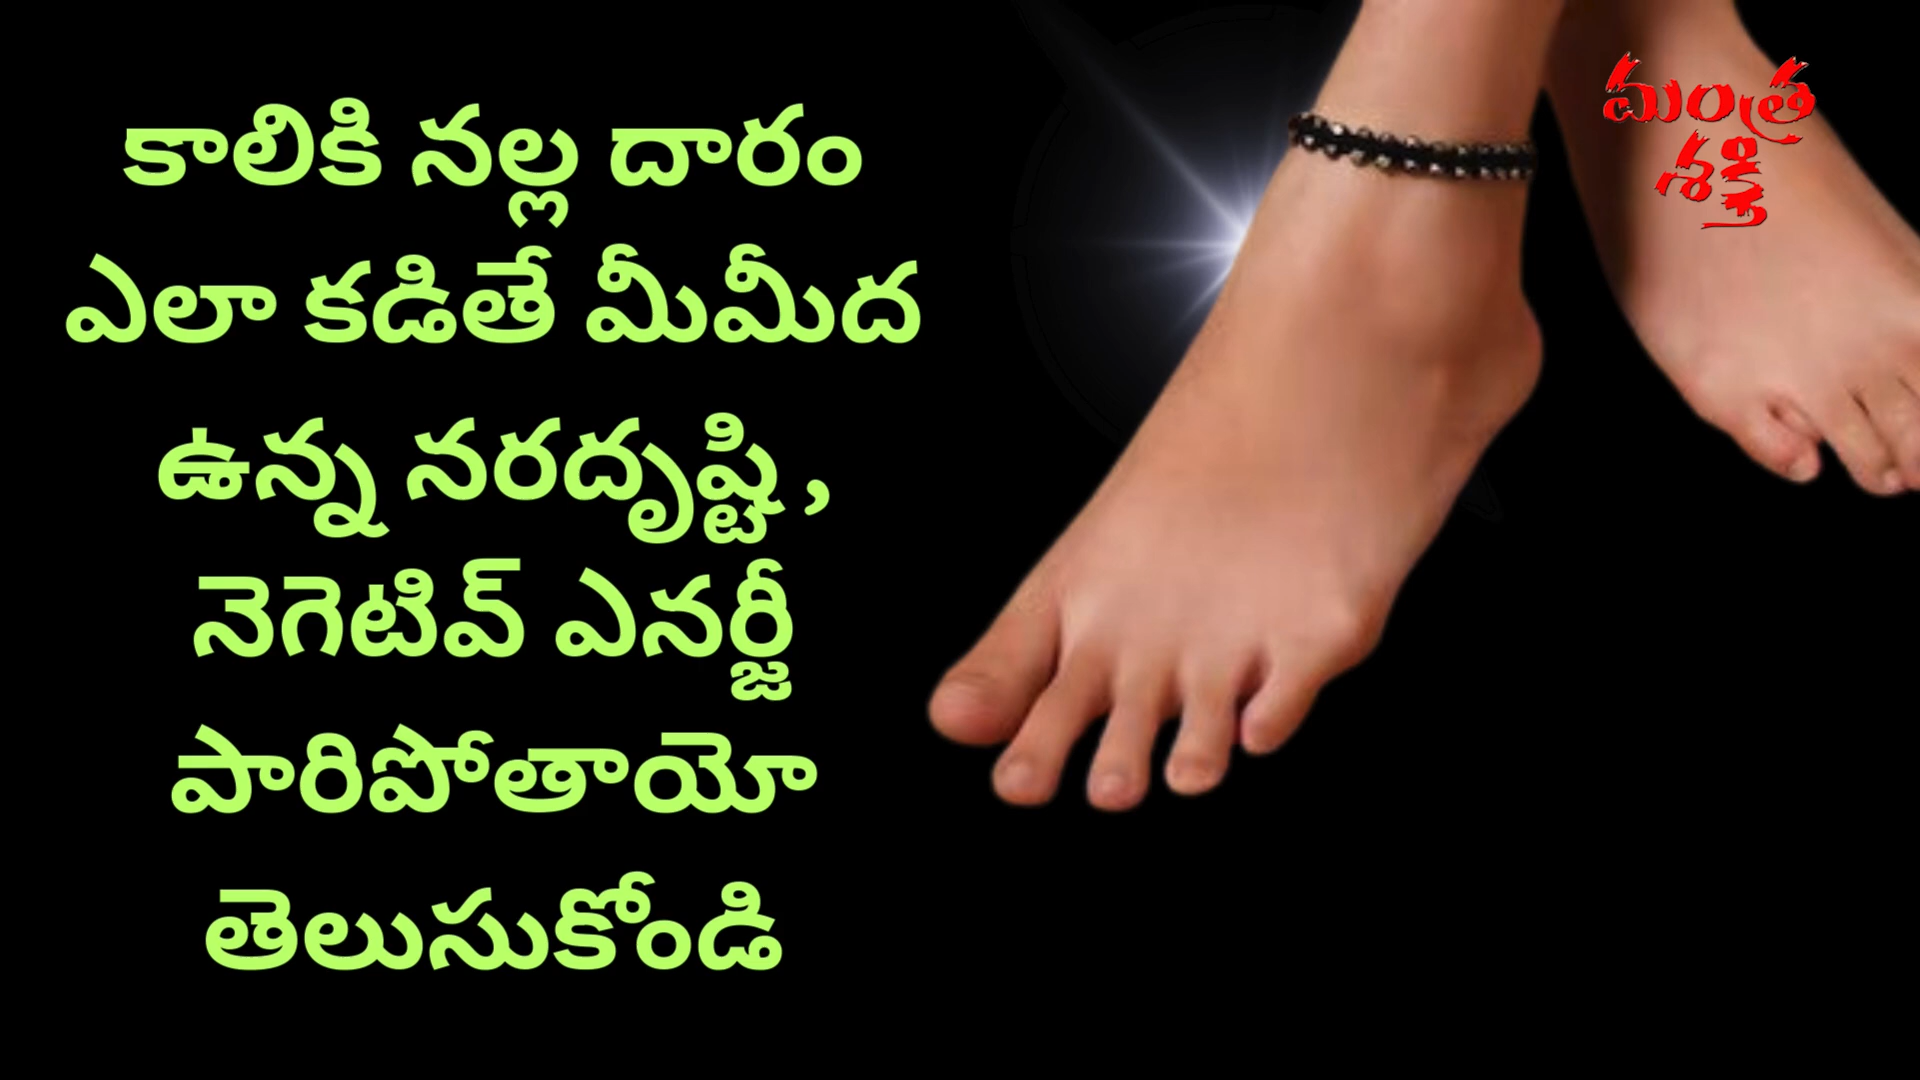 కాలికి నల్ల దారం
ఎలా కడితే మీమీద
ఉన్న నరదృష్టి ,
నెగెటివ్ ఎనర్జీ
పారిపోతాయో
తెలుసుకోండి
మంత్ర
శక్తి